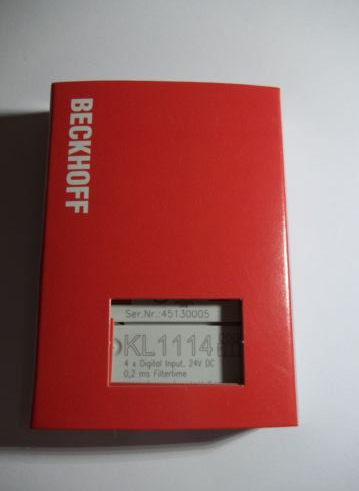 BECKHOFF
Ser.Nr.:45130005
KL1114
4 x Digital Input, 24V DC
0,2 ms Filtertime